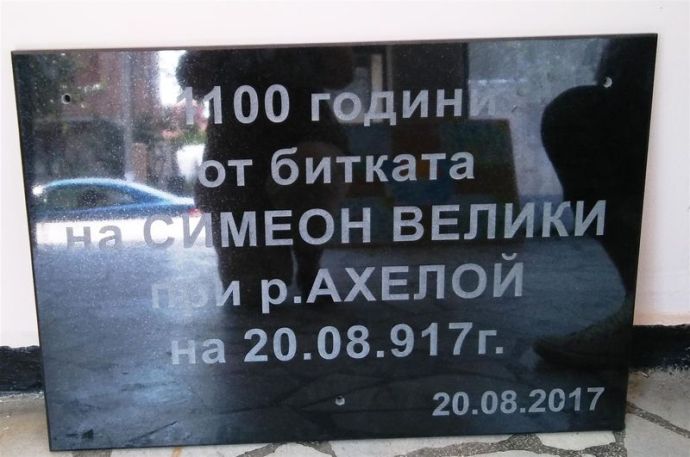 1100 години
от битката
на СИМЕОН ВЕЛИКИ
при р.АХЕЛОЙ
на 20.08.917г.
20.08.2017